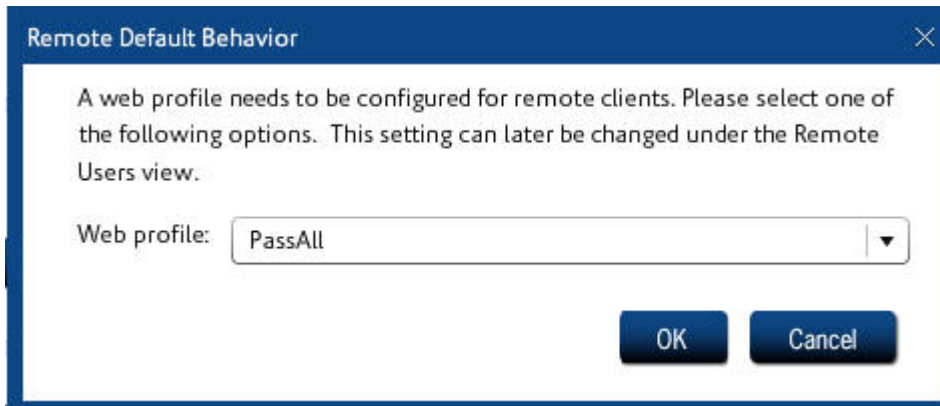 Remote Default Behavior
A web profile needs to be configured for remote clients. Please select one of
the following options. This setting can later be changed under the Remote
Users view.
Web profile:
PassAll
OK
Cancel